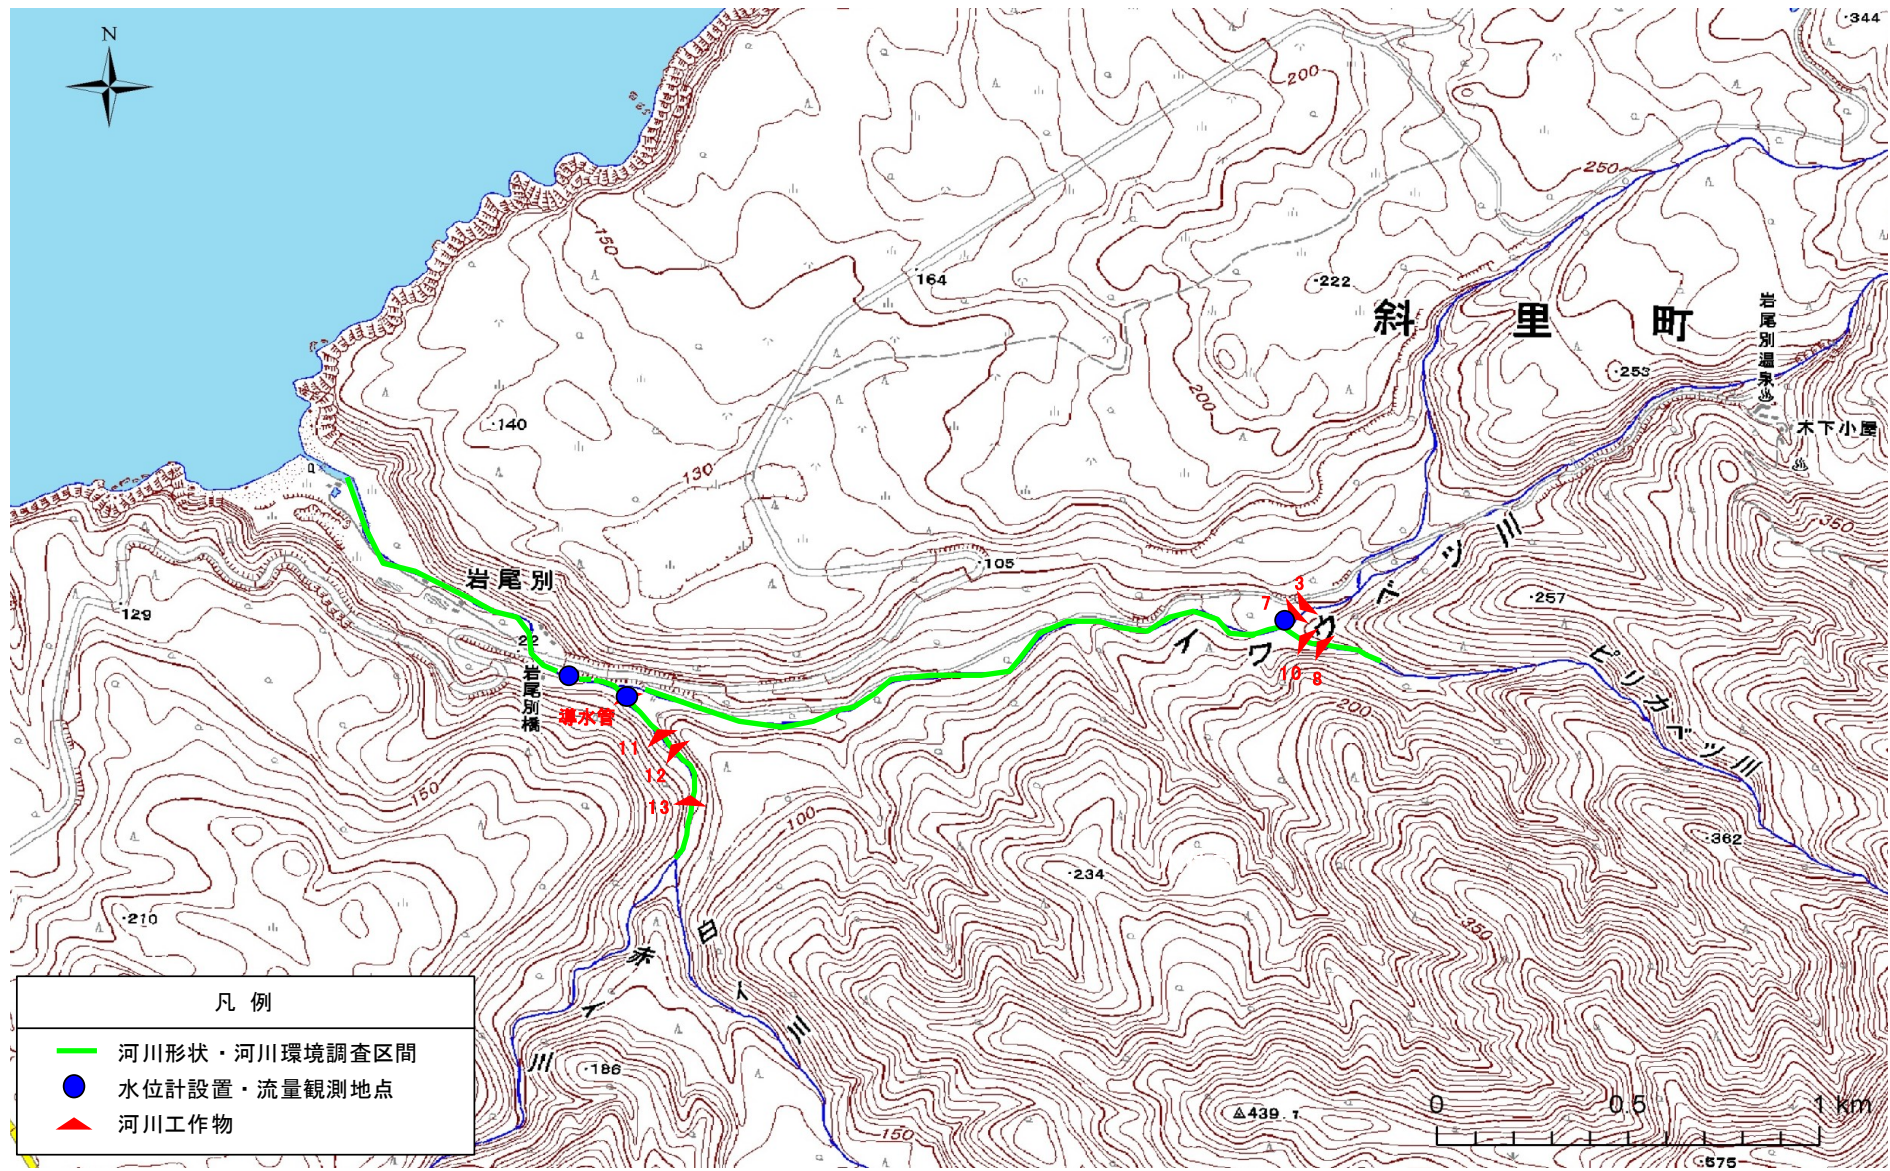 N
344
200
250
150
164
222
斜里町
岩尾別温泉
253
200
木下小屋
140
130
350
岩尾別
105
ベツ川
3
7
257
129
22
イワウ
10
8
ピリカベツ川
岩尾別橋
導水管
200
11
12
150
13
100
362
234
210
350
白イ川
赤イ川
凡例
河川形状・河川環境調査区間
水位計設置・流量観測地点
河川工作物
186
439.1
150
0
0.5
1 km
575